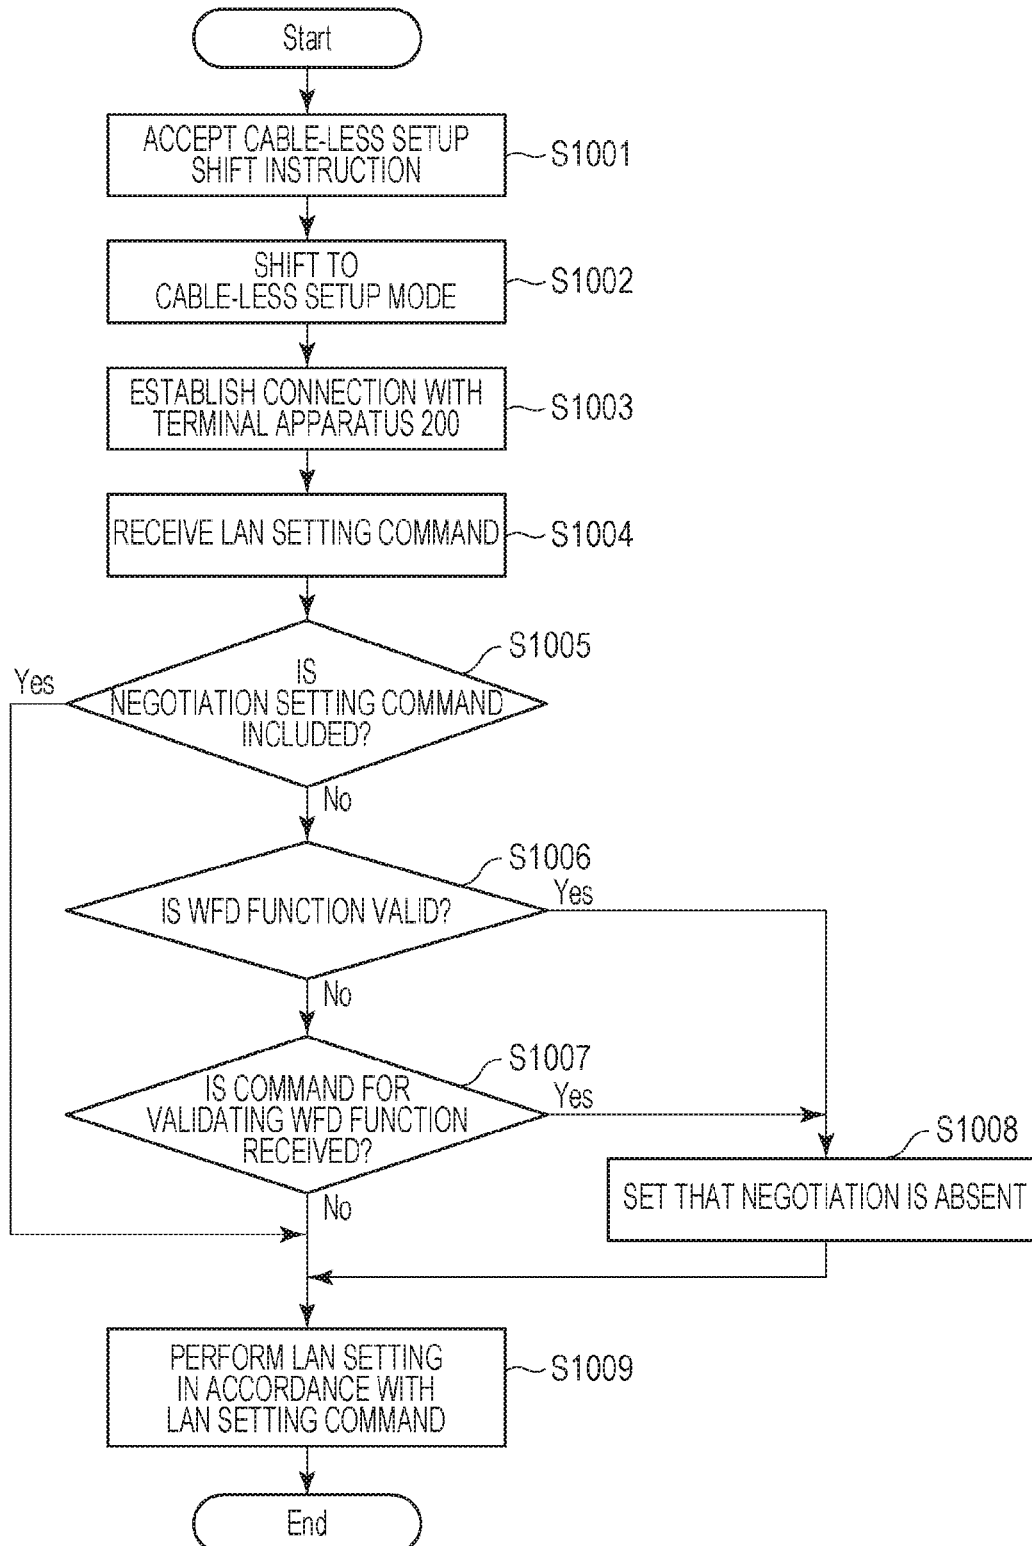 Start
ACCEPT CABLE-LESS SETUP
SHIFT INSTRUCTION
S1001
SHIFT TO
CABLE-LESS SETUP MODE
S1002
ESTABLISH CONNECTION WITH
TERMINAL APPARATUS 200
S1003
RECEIVE LAN SETTING COMMAND
S1004
S1005
Yes
IS
NEGOTIATION SETTING COMMAND
INCLUDED?
No
S1006
Yes
IS WFD FUNCTION VALID?
No
S1007
Yes
IS COMMAND FOR
VALIDATING WFD FUNCTION
RECEIVED?
No
S1008
SET THAT NEGOTIATION IS ABSENT
PERFORM LAN SETTING
IN ACCORDANCE WITH
LAN SETTING COMMAND
S1009
End